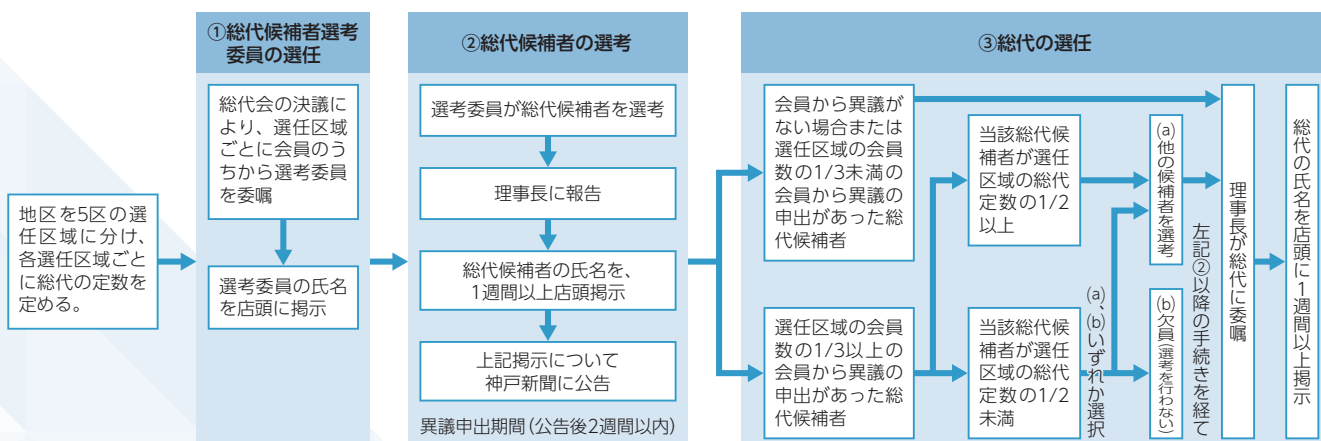 地区を5区の選
任区域に分け、
各選任区域ごと
に総代の定数を
定める。
①総代候補者選考
委員の選任
総代会の決議に
より、選任区域
ごとに会員のう
ちから選考委員
を委嘱
選考委員の氏名
を店頭に掲示
②総代候補者の選考
選考委員が総代候補者を選考
理事長に報告
総代候補者の氏名を、
1週間以上店頭掲示
上記掲示について
神戸新聞に公告
異議申出期間(公告後2週間以内)
③総代の選任
会員から異議が
ない場合または
選任区域の会員
数の1/3未満の
会員から異議の
申出があった総
代候補者
選任区域の会員
数の1/3以上の
会員から異議の
申出があった総
代候補者
当該総代候
補者が選任
区域の総代
定数の1/2
以上
当該総代候
補者が選任
区域の総代
定数の1/2
未満
(a)、(b)いずれか選択
(a)他の候補者を選考
(b)欠員(選考を行わない)
左記②以降の手続きを経て
理事長が総代に委嘱
総代の氏名を店頭に1週間以上掲示